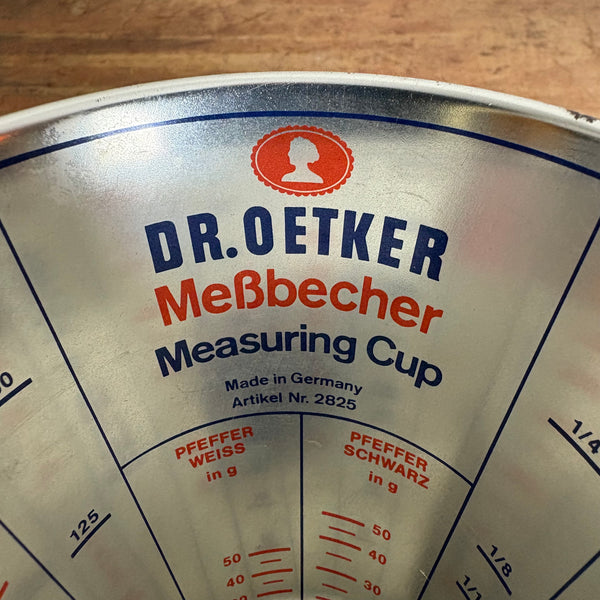 DR. OETKER
Meßbecher
Measuring Cup
Made in Germany
Artikel Nr. 2825
PFEFFER
WEISS
in g
PFEFFER
SCHWARZ
in g
1/4
125
50
40
50
40
30
1/8